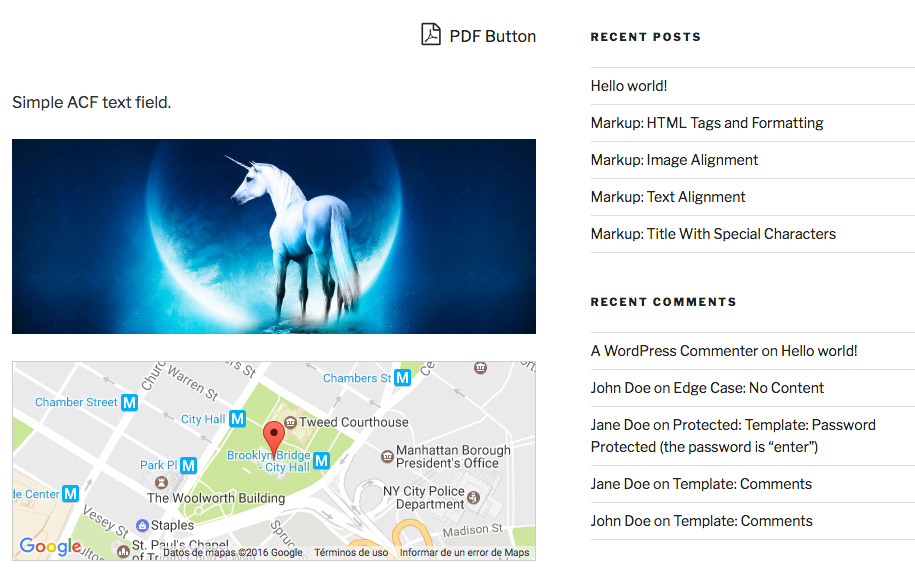 PDF Button
Simple ACF text field.
Chambers St
Warren St
Chamber Street
City Hall
Tweed Courthouse
Brooklyn Bridge
- City Hall
Manhattan Borough
President's Office
Park Pl
The Woolworth Building
NY City Police
Department
de Center
Vesey St
Staples
Madison St
St. Paul's Chapel
Google
Datos de mapas ©2016 Google
Términos de uso
Informar de un error de Maps
RECENT POSTS
Hello world!
Markup: HTML Tags and Formatting
Markup: Image Alignment
Markup: Text Alignment
Markup: Title With Special Characters
RECENT COMMENTS
A WordPress Commenter on Hello world!
John Doe on Edge Case: No Content
Jane Doe on Protected: Template: Password
Protected (the password is “enter”)
Jane Doe on Template: Comments
John Doe on Template: Comments